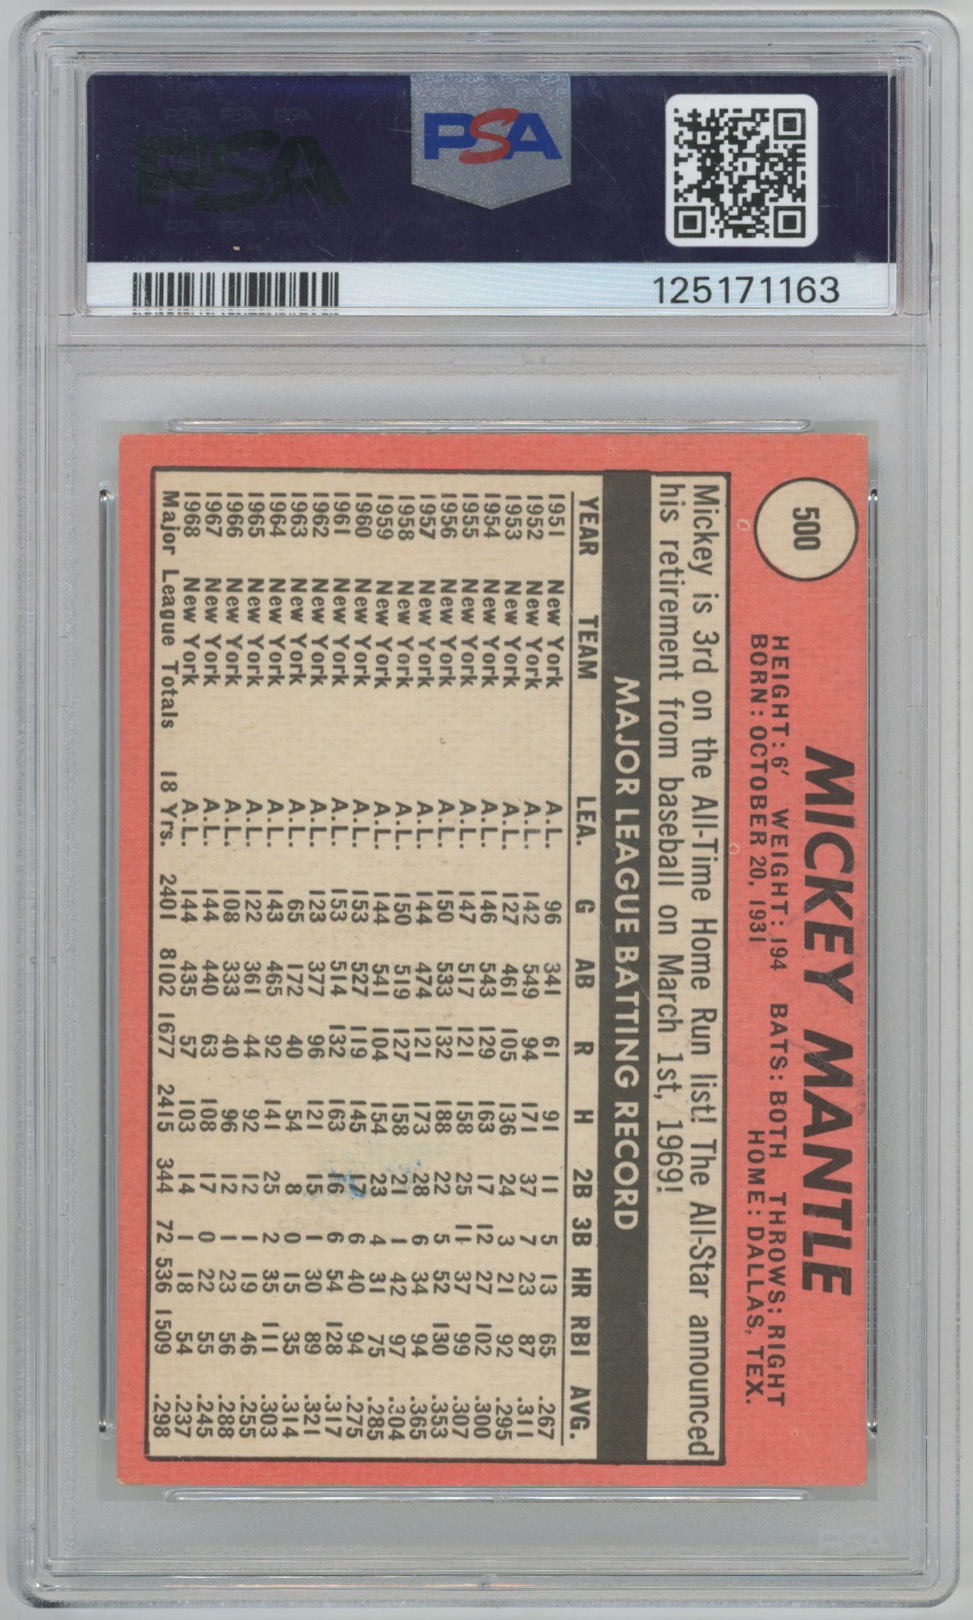 PSA
PSA
125171163
500
MICKEY MANTLE
HEIGHT: 6' WEIGHT: 194 BATS: BOTH THROWS: RIGHT
BORN: OCTOBER 20, 1931 HOME: DALLAS, TEX.
Mickey is 3rd on the All-Time Home Run list! The All-Star announced
his retirement from baseball on March 1st, 1969!
MAJOR LEAGUE BATTING RECORD
YEAR TEAM LEA. G AB R H 2B 3B HR RBI AVG.
1951 New York A.L. 96 341 61 91 11 5 13 65 .267
1952 New York A.L. 142 549 94 171 37 7 23 87 .311
1953 New York A.L. 127 461 105 136 24 3 21 92 .295
1954 New York A.L. 146 543 129 163 17 12 27 102 .300
1955 New York A.L. 147 517 121 158 25 11 37 99 .307
1956 New York A.L. 150 533 132 188 22 5 52 130 .353
1957 New York A.L. 144 474 121 173 28 6 34 94 .365
1958 New York A.L. 150 519 127 158 21 1 42 97 .304
1959 New York A.L. 144 541 104 154 23 4 31 75 .285
1960 New York A.L. 153 527 119 145 17 6 40 94 .275
1961 New York A.L. 153 514 132 163 16 6 54 128 .317
1962 New York A.L. 123 377 96 121 15 1 30 89 .321
1963 New York A.L. 65 172 40 54 8 0 15 35 .314
1964 New York A.L. 143 465 92 141 25 2 35 111 .303
1965 New York A.L. 122 361 44 92 12 1 19 46 .255
1966 New York A.L. 108 333 40 96 12 1 23 56 .288
1967 New York A.L. 144 440 63 108 17 0 22 55 .245
1968 New York A.L. 144 435 57 103 14 1 18 54 .237
Major League Totals 18 Yrs. 2401 8102 1677 2415 344 72 536 1509 .298
PSA